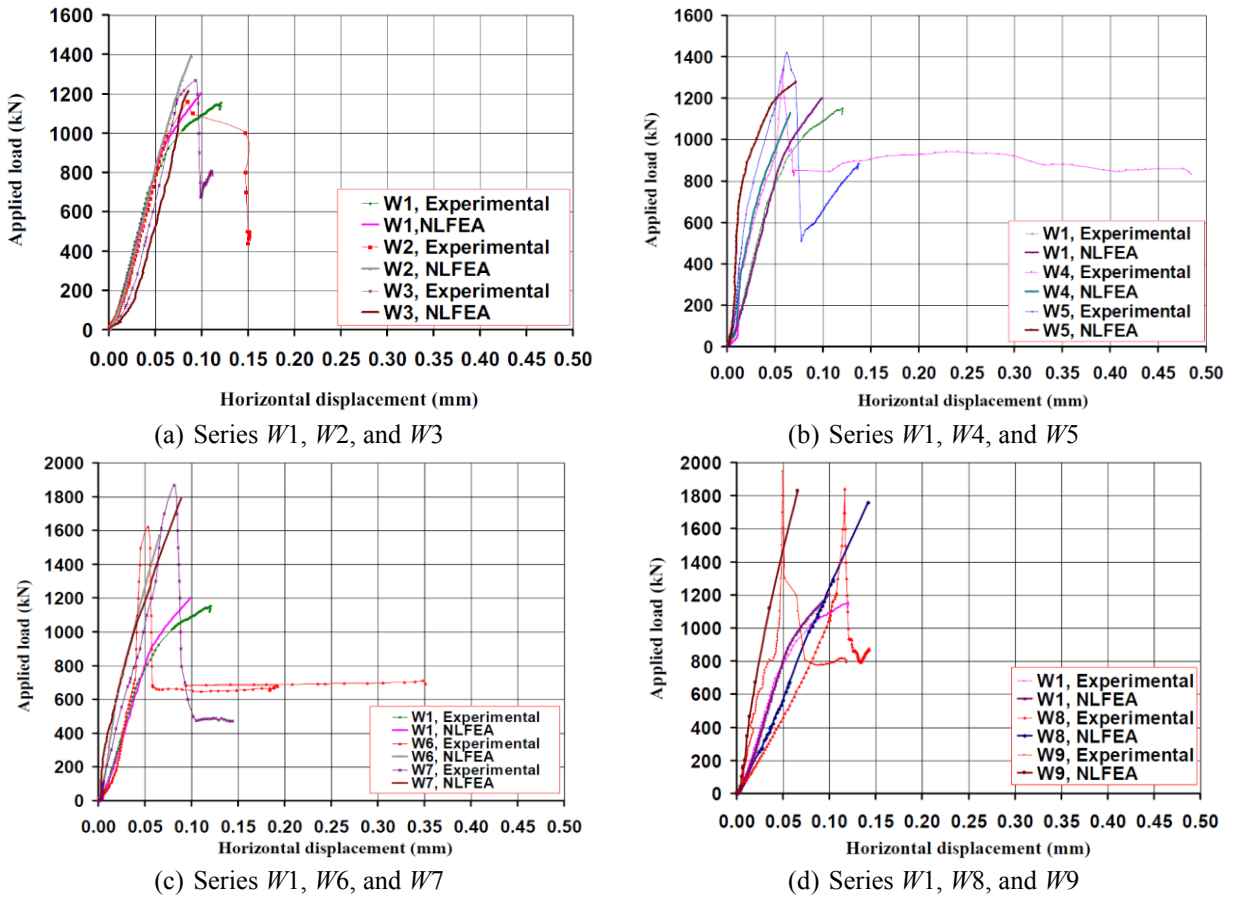 1600
1400
1200
1000
800
600
400
200
0
Applied load (kN)
W1, Experimental
W1,NLFEA
W2, Experimental
W2, NLFEA
W3, Experimental
W3, NLFEA
0.00 0.05 0.10 0.15 0.20 0.25 0.30 0.35 0.40 0.45 0.50
Horizontal displacement (mm)
(a) Series W1, W2, and W3
1600
1400
1200
1000
800
600
400
200
0
Applied load (kN)
W1, Experimental
W1, NLFEA
W4, Experimental
W4, NLFEA
W5, Experimental
W5, NLFEA
0.00 0.05 0.10 0.15 0.20 0.25 0.30 0.35 0.40 0.45 0.50
Horizontal displacement (mm)
(b) Series W1, W4, and W5
2000
1800
1600
1400
1200
1000
800
600
400
200
0
Applied load (kN)
W1, Experimental
W1, NLFEA
W6, Experimental
W6, NLFEA
W7, Experimental
W7, NLFEA
0.00 0.05 0.10 0.15 0.20 0.25 0.30 0.35 0.40 0.45 0.50
Horizontal displacement (mm)
(c) Series W1, W6, and W7
2000
1800
1600
1400
1200
1000
800
600
400
200
0
Applied load (kN)
W1, Experimental
W1, NLFEA
W8, Experimental
W8, NLFEA
W9, Experimental
W9, NLFEA
0.00 0.05 0.10 0.15 0.20 0.25 0.30 0.35 0.40 0.45 0.50
Horizontal displacement (mm)
(d) Series W1, W8, and W9